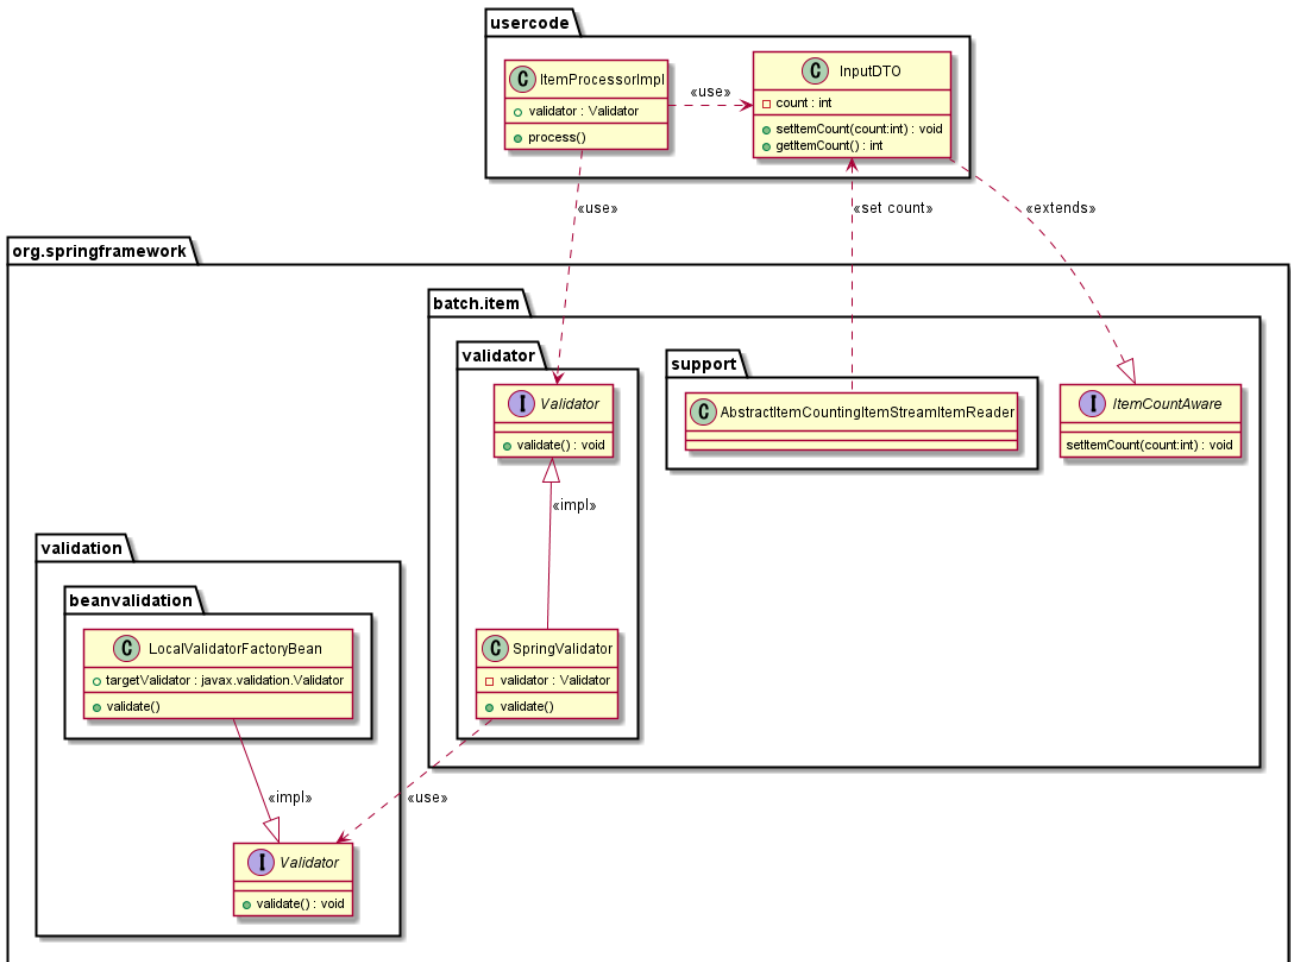 usercode
C ItemProcessorImpl
validator : Validator
process()
«use»
C InputDTO
count : int
setItemCount(count:int) : void
getItemCount() : int
«use»
«set count»
«extends»
org.springframework
batch.item
validator
I Validator
validate() : void
support
C AbstractItemCountingItemStreamItemReader
I ItemCountAware
setItemCount(count:int) : void
«impl»
validation
beanvalidation
C LocalValidatorFactoryBean
targetValidator : javax.validation.Validator
validate()
C SpringValidator
validator : Validator
validate()
«impl»
«use»
I Validator
validate() : void